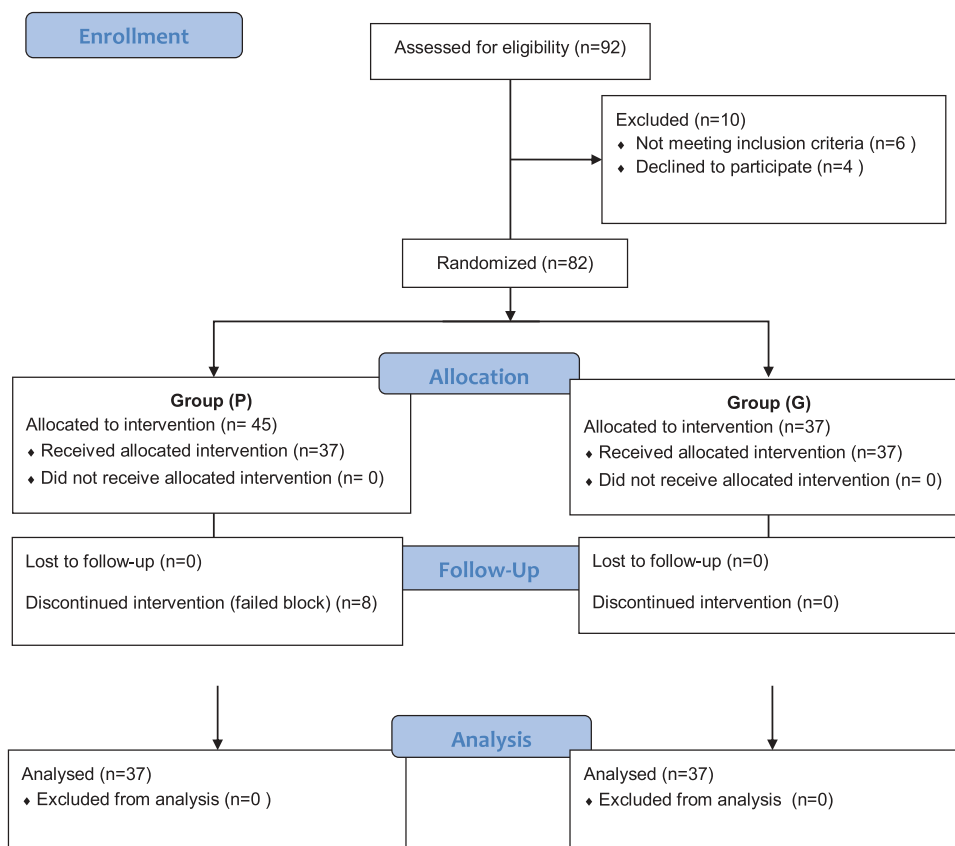 Enrollment
Assessed for eligibility (n=92)
Excluded (n=10)
♦ Not meeting inclusion criteria (n=6 )
♦ Declined to participate (n=4 )
Randomized (n=82)
Allocation
Group (P)
Allocated to intervention (n= 45)
♦ Received allocated intervention (n=37)
♦ Did not receive allocated intervention (n= 0)
Group (G)
Allocated to intervention (n=37)
♦ Received allocated intervention (n=37)
♦ Did not receive allocated intervention (n= 0)
Follow-Up
Lost to follow-up (n=0)
Discontinued intervention (failed block) (n=8)
Lost to follow-up (n=0)
Discontinued intervention (n=0)
Analysis
Analysed (n=37)
♦ Excluded from analysis (n=0 )
Analysed (n=37)
♦ Excluded from analysis (n=0)